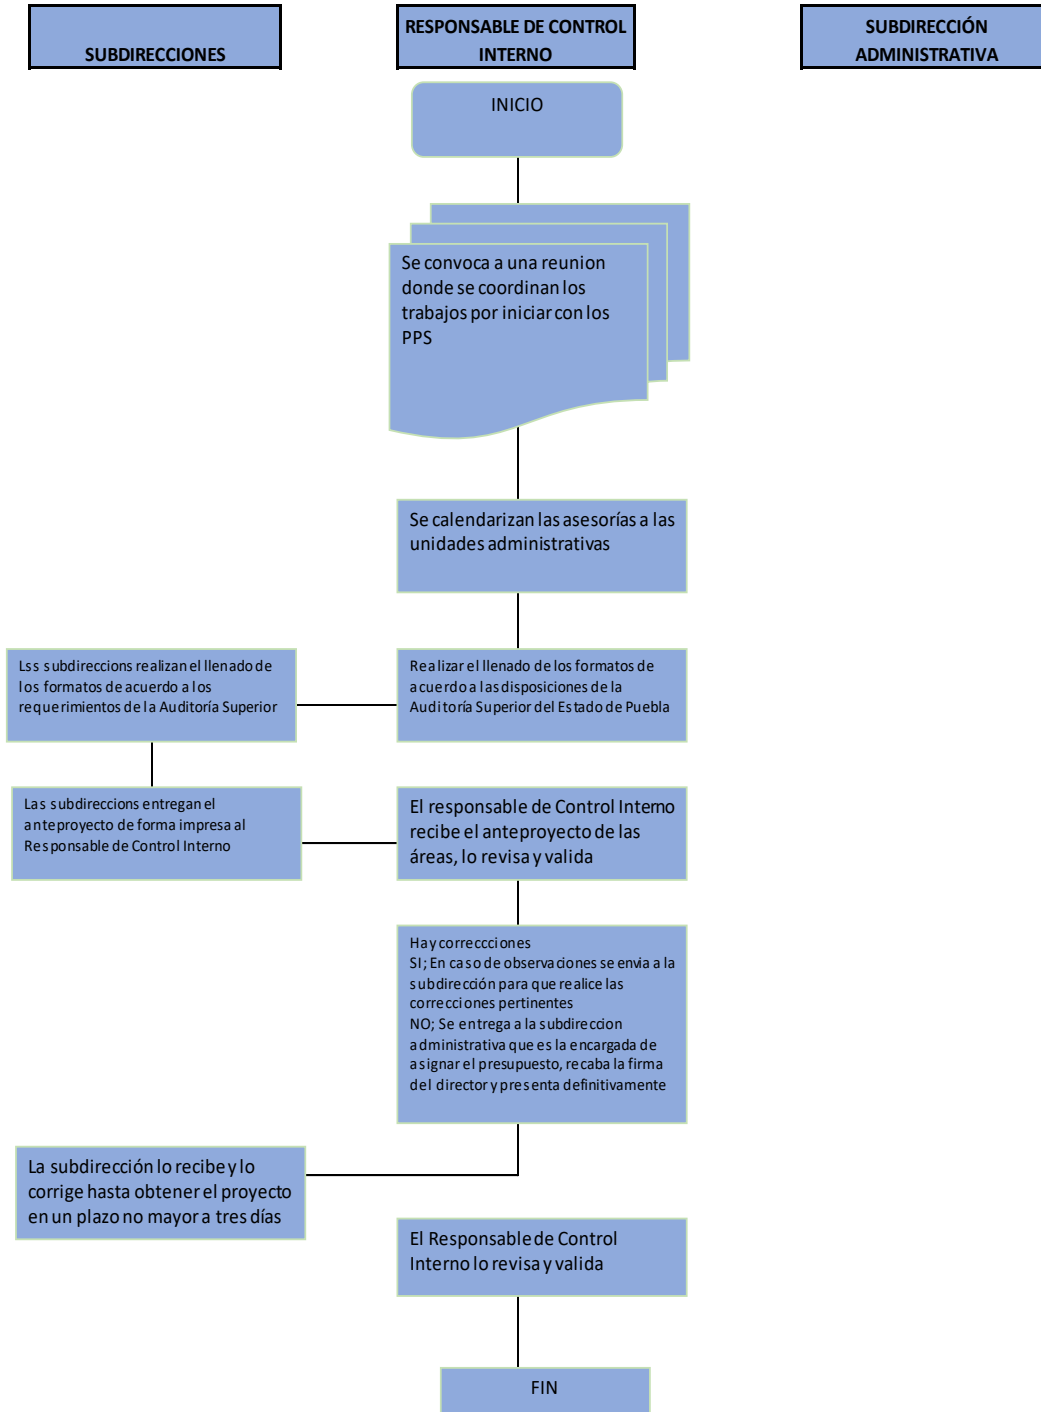 SUBDIRECCIONES
RESPONSABLE DE CONTROL
INTERNO
SUBDIRECCIÓN
ADMINISTRATIVA
INICIO
Se convoca a una reunion
donde se coordinan los
trabajos por iniciar con los
PPS
Se calendarizan las asesorías a las
unidades administrativas
Lss subdireccions realizan el llenado de
los formatos de acuerdo a los
requerimientos de la Auditoría Superior
Realizar el llenado de los formatos de
acuerdo a las disposiciones de la
Auditoría Superior del Estado de Puebla
Las subdireccions entregan el
anteproyecto de forma impresa al
Responsable de Control Interno
El responsable de Control Interno
recibe el anteproyecto de las
áreas, lo revisa y valida
Hay correccciones
SI; En caso de observaciones se envia a la
subdirección para que realice las
correcciones pertinentes
NO; Se entrega a la subdireccion
administrativa que es la encargada de
asignar el presupuesto, recaba la firma
del director y presenta definitivamente
La subdirección lo recibe y lo
corrige hasta obtener el proyecto
en un plazo no mayor a tres días
El Responsable de Control
Interno lo revisa y valida
FIN